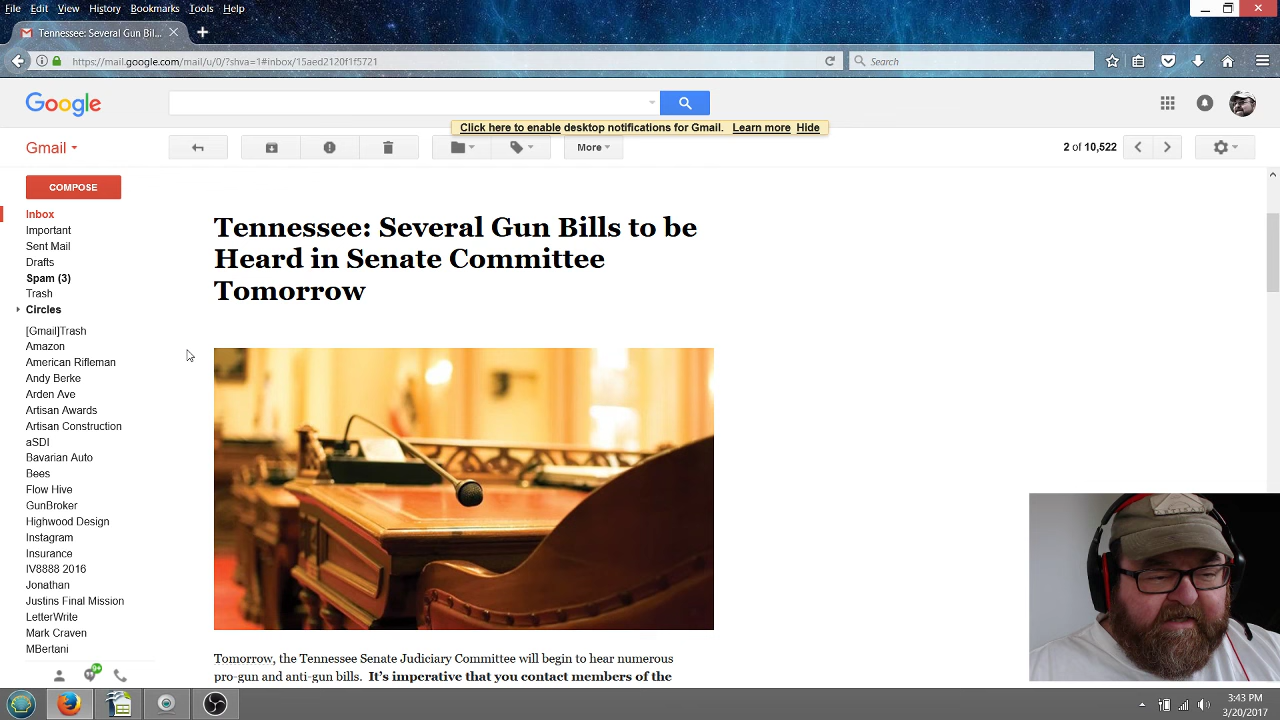 File Edit View History Bookmarks Tools Help
Tennessee: Several Gun Bil...
https://mail.google.com/mail/u/0/?shva=1#inbox/15aed2120f1f5721
Search
Google
Click here to enable desktop notifications for Gmail. Learn more Hide
Gmail
More
2 of 10,522
COMPOSE
Inbox
Important
Sent Mail
Drafts
Spam (3)
Trash
Circles
[Gmail]Trash
Amazon
American Rifleman
Andy Berke
Arden Ave
Artisan Awards
Artisan Construction
aSDI
Bavarian Auto
Bees
Flow Hive
GunBroker
Highwood Design
Instagram
Insurance
IV8888 2016
Jonathan
Justins Final Mission
LetterWrite
Mark Craven
MBertani
Tennessee: Several Gun Bills to be
Heard in Senate Committee
Tomorrow
Tomorrow, the Tennessee Senate Judiciary Committee will begin to hear numerous
pro-gun and anti-gun bills. It’s imperative that you contact members of the
9+
3:43 PM
3/20/2017